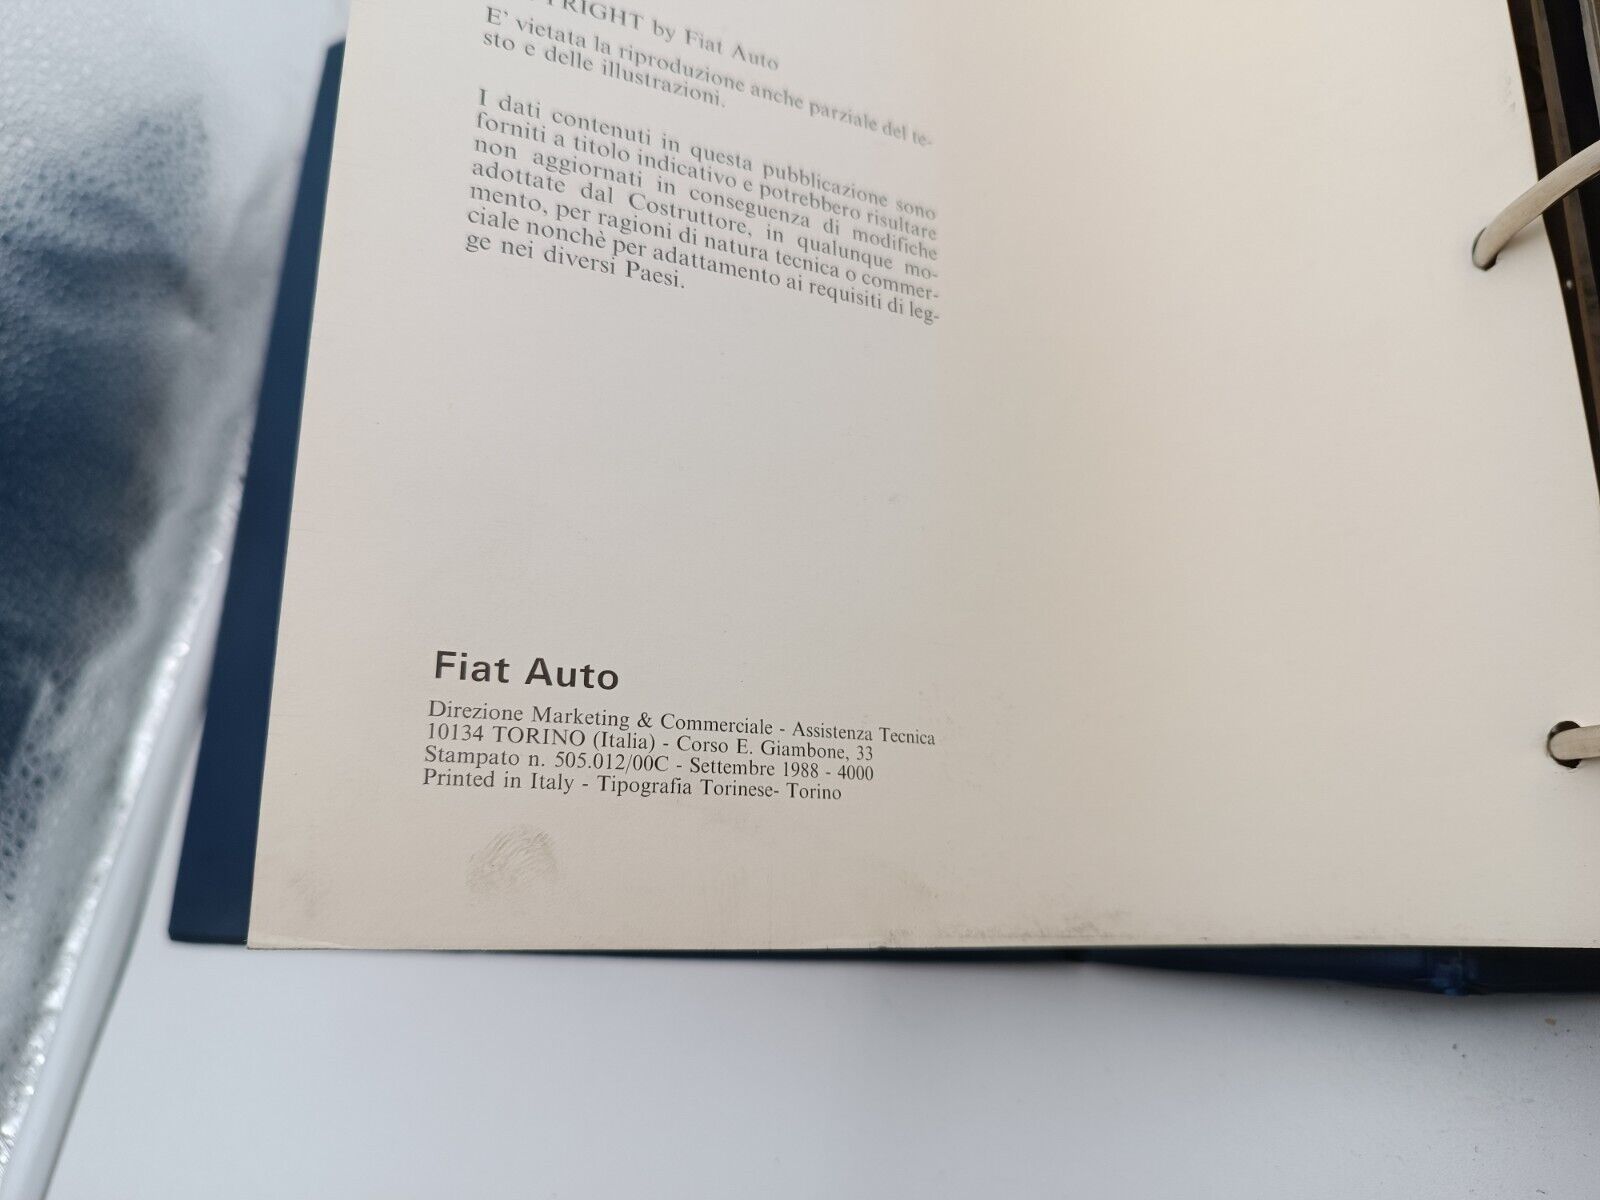 RIGHT by Fiat Auto
E' vietata la riproduzione anche parziale del te-
sto e delle illustrazioni.
I dati contenuti in questa pubblicazione sono
forniti a titolo indicativo e potrebbero risultare
non aggiornati in conseguenza di modifiche
adottate dal Costruttore, in qualunque mo-
mento, per ragioni di natura tecnica o commer-
ciale nonchè per adattamento ai requisiti di leg-
ge nei diversi Paesi.
Fiat Auto
Direzione Marketing & Commerciale - Assistenza Tecnica
10134 TORINO (Italia) - Corso E. Giambone, 33
Stampato n. 505.012/00C - Settembre 1988 - 4000
Printed in Italy - Tipografia Torinese- Torino